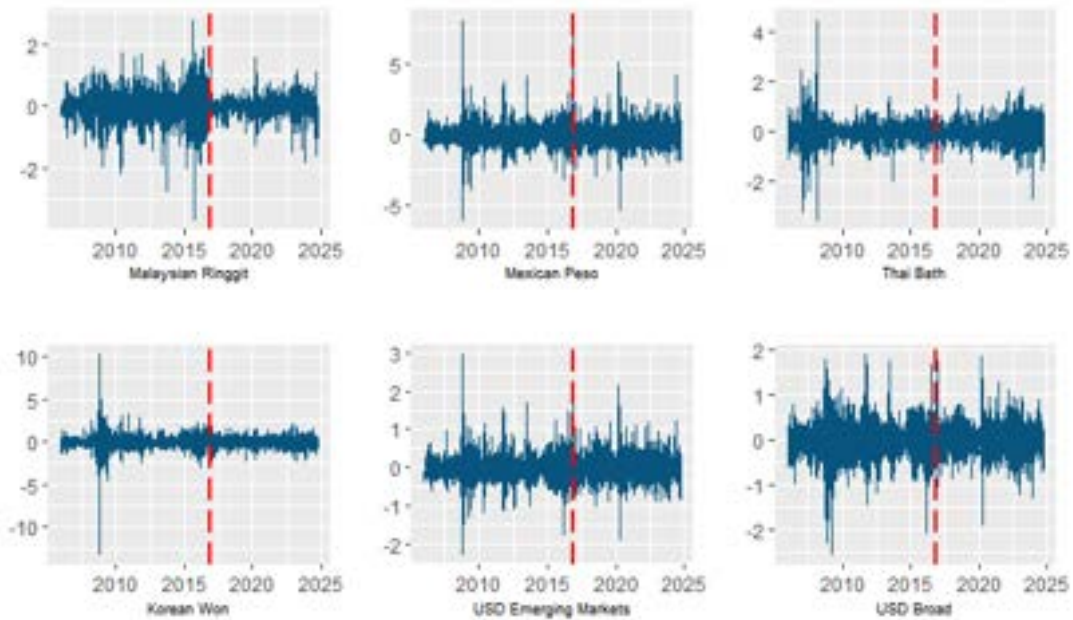 2
0
-2
2010 2015 2020 2025
Malaysian Ringgit
5
0
-5
2010 2015 2020 2025
Mexican Peso
4
2
0
-2
2010 2015 2020 2025
Thai Bath
10
5
0
-5
-10
2010 2015 2020 2025
Korean Won
3
2
1
0
-1
-2
2010 2015 2020 2025
USD Emerging Markets
2
1
0
-1
-2
2010 2015 2020 2025
USD Broad